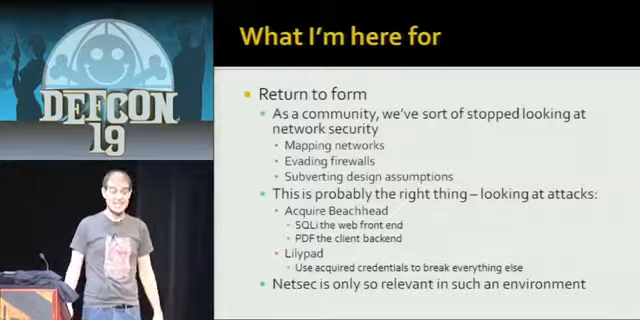 DEFCON
19
What I'm here for
Return to form
As a community, we've sort of stopped looking at
network security
Mapping networks
Evading firewalls
Subverting design assumptions
This is probably the right thing – looking at attacks:
Acquire Beachhead
SQLi the web front end
PDF the client backend
Lilypad
Use acquired credentials to break everything else
Netsec is only so relevant in such an environment